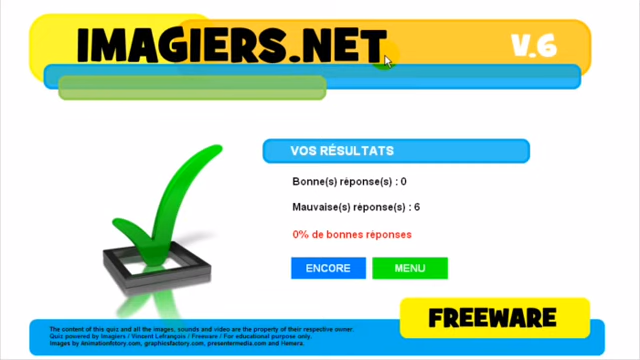 IMAGIERS.NET
V.6
VOS RÉSULTATS
Bonne(s) réponse(s) : 0
Mauvaise(s) réponse(s) : 6
0% de bonnes réponses
ENCORE
MENU
FREEWARE
The content of this quiz and all the images, sounds and video are the property of their respective owner.
Quiz powered by Imagiers / Vincent Lefrançois / Freeware / For educational purpose only.
Images by Animationfctory.com, graphicsfactory.com, presentermedia.com and Hemera.